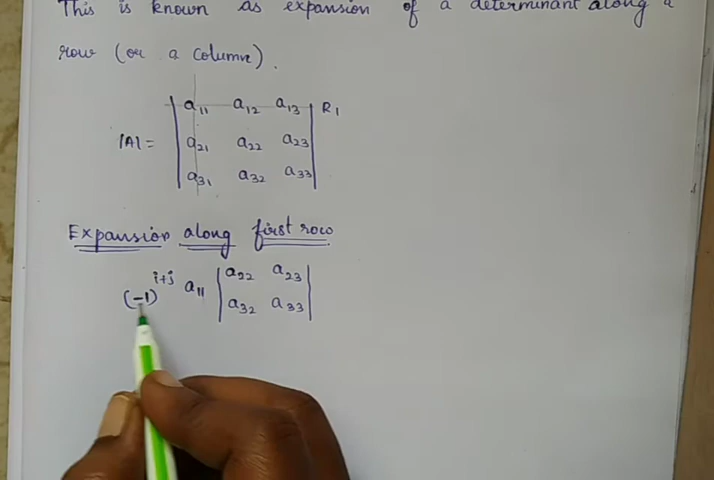 This is known as expansion of a determinant along a
row (or a column).
|A| = | a₁₁ a₁₂ a₁₃ | R₁
| a₂₁ a₂₂ a₂₃ |
| a₃₁ a₃₂ a₃₃ |
Expansion along first row
(-1)^(i+j) a₁₁ | a₂₂ a₂₃ |
| a₃₂ a₃₃ |